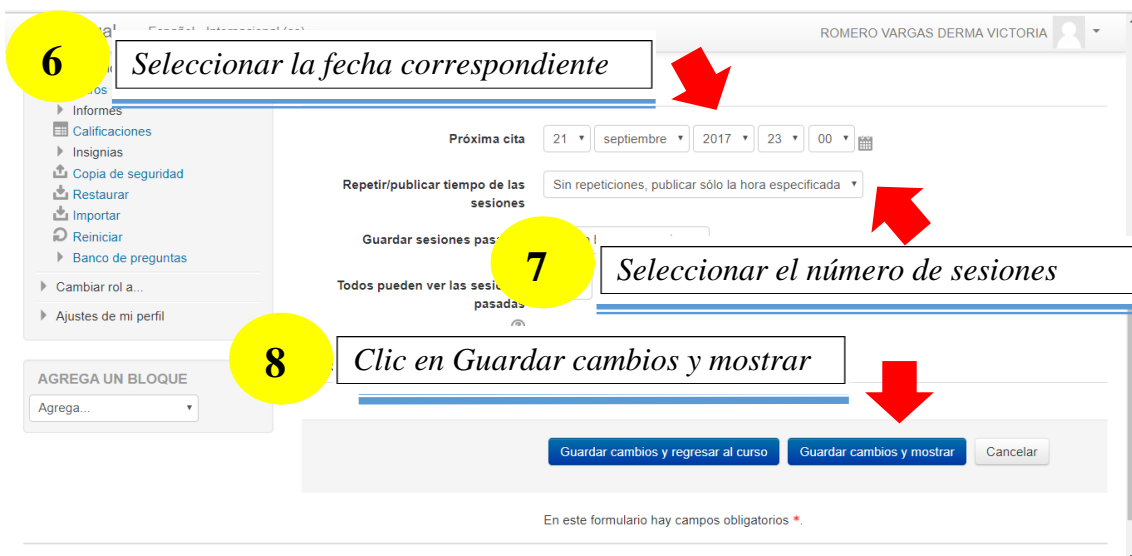 ROMERO VARGAS DERMA VICTORIA
6
Seleccionar la fecha correspondiente
Informes
Calificaciones
Insignias
Copia de seguridad
Restaurar
Importar
Reiniciar
Banco de preguntas
Cambiar rol a...
Ajustes de mi perfil
AGREGA UN BLOQUE
Agrega...
Próxima cita
21 septiembre 2017 23 00
Repetir/publicar tiempo de las
sesiones
Sin repeticiones, publicar sólo la hora especificada
Guardar sesiones
7
Seleccionar el número de sesiones
Todos pueden ver las
pasadas
8
Clic en Guardar cambios y mostrar
Guardar cambios y regresar al curso
Guardar cambios y mostrar
Cancelar
En este formulario hay campos obligatorios *.